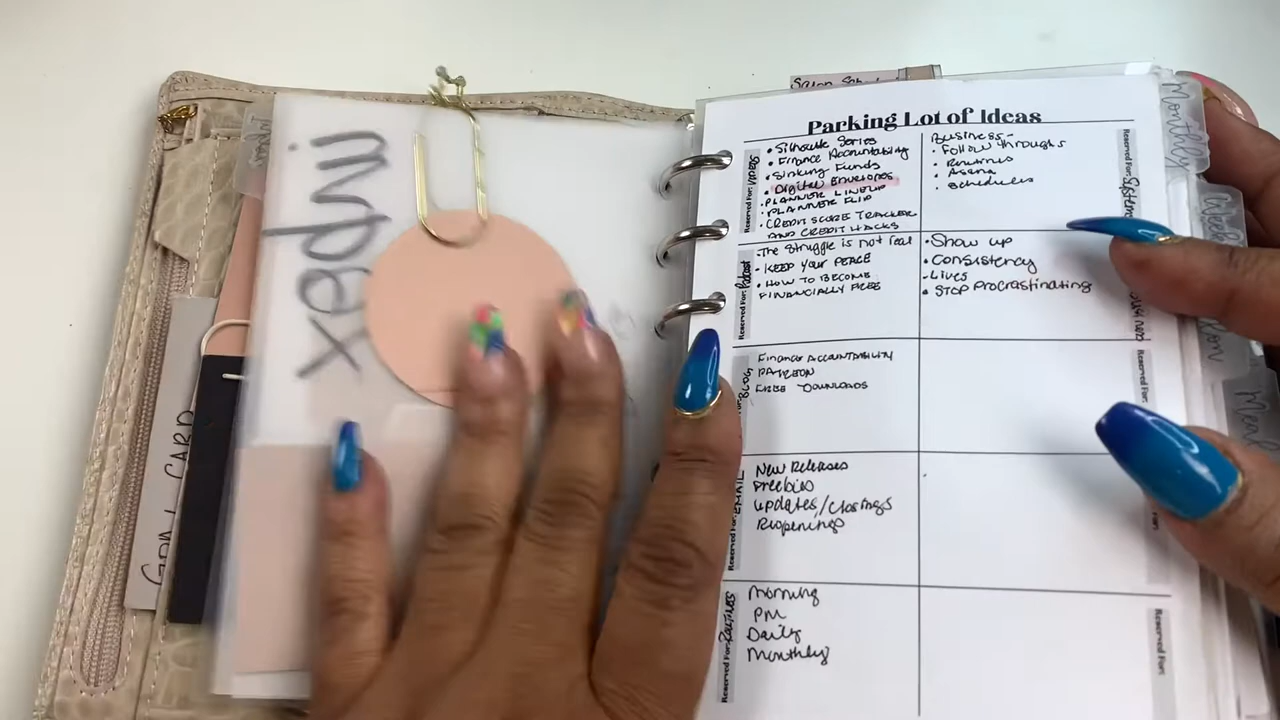 Parking Lot of Ideas
• Silhouette Series
• Finance Accountability
• Sinking Funds
• Digital Envelopes
• PLANNER LINEUP
• PLANNER FLIP
• CREDIT SCORE TRACKER
AND CREDIT HACKS
Business-
• Follow throughs
• Routines
• Asana
• Schedules
Reserved For: Podcast
• The Struggle is not real
• KEEP YOUR PEACE
• HOW TO BECOME
FINANCIALLY FREE
• Show up
• Consistency
• Lives
• STOP Procrastinating
Reserved For: BLOG
Finance Accountability
PATREON
FREE DOWNLOADS
Reserved For:
Reserved For: EMAIL
New Releases
Freebies
Updates/Closings
Reopenings
Reserved For: Routines
Morning
PM
Daily
Monthly
Reserved For:
Monthly
index
CARD